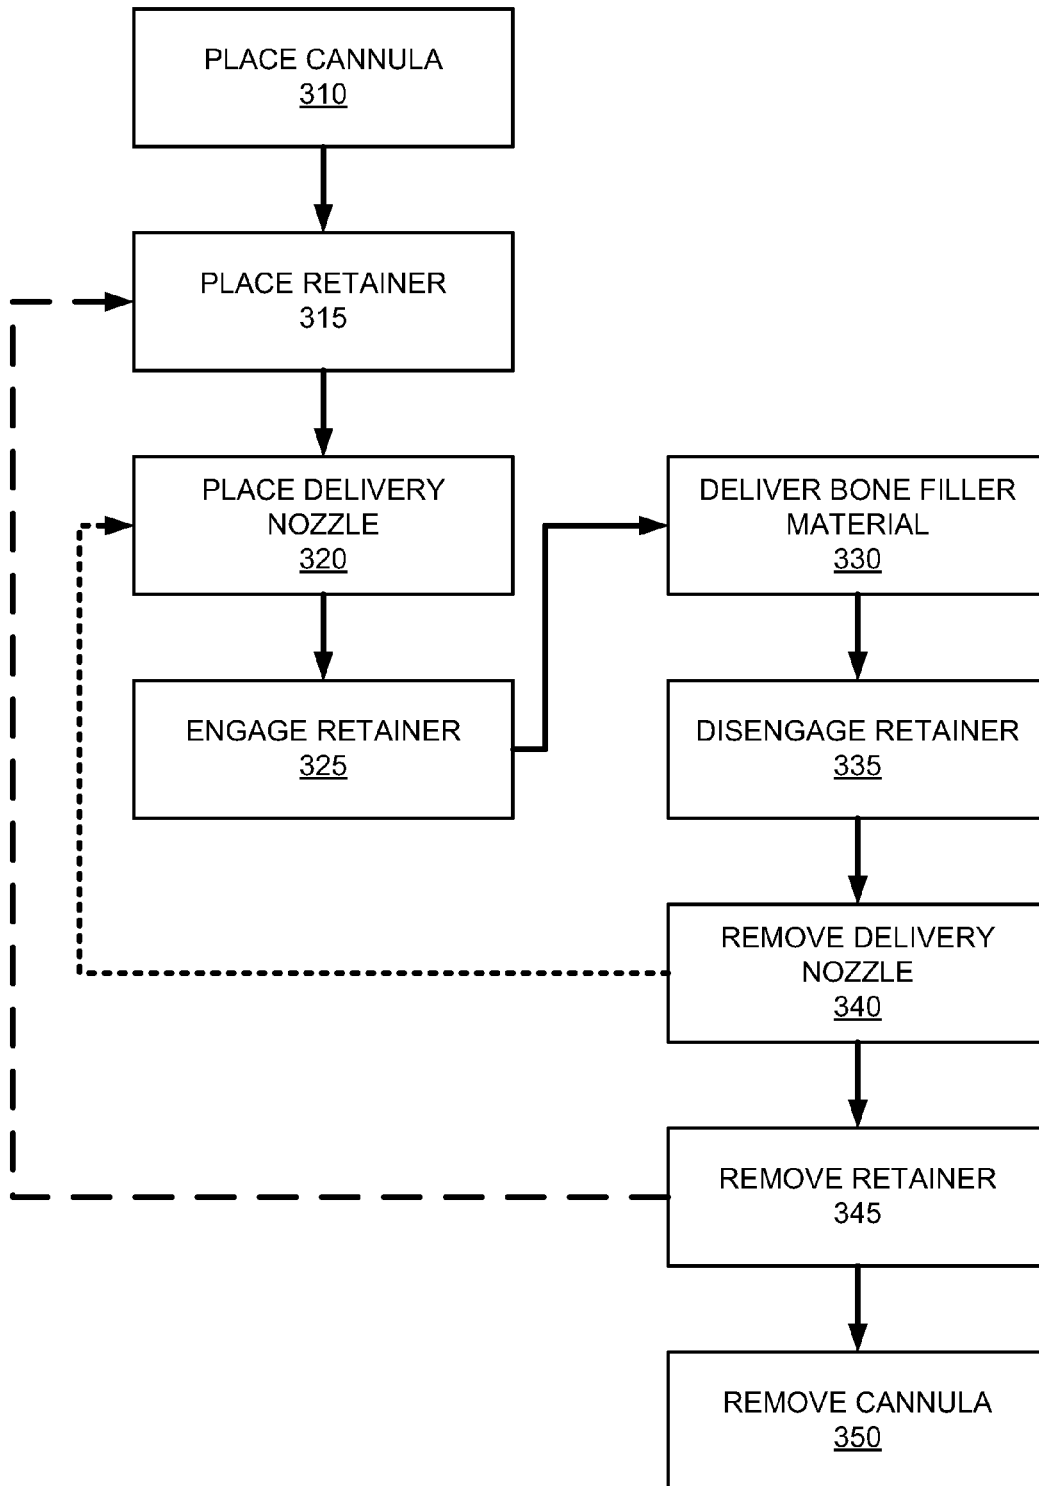 PLACE CANNULA
310
PLACE RETAINER
315
PLACE DELIVERY
NOZZLE
320
ENGAGE RETAINER
325
DELIVER BONE FILLER
MATERIAL
330
DISENGAGE RETAINER
335
REMOVE DELIVERY
NOZZLE
340
REMOVE RETAINER
345
REMOVE CANNULA
350